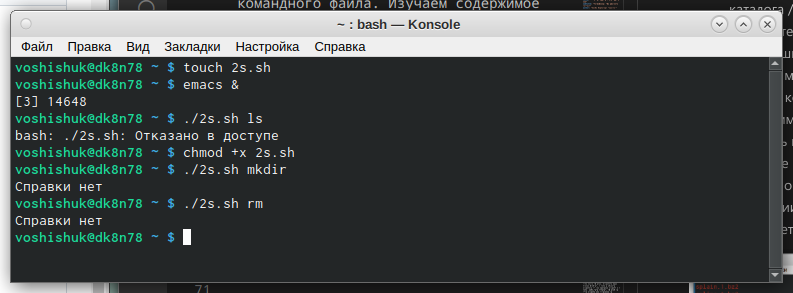 командного файла. Изучаем содержимое
каталога /
~ : bash — Konsole
Файл Правка Вид Закладки Настройка Справка
voshishuk@dk8n78 ~ $ touch 2s.sh
voshishuk@dk8n78 ~ $ emacs &
[3] 14648
voshishuk@dk8n78 ~ $ ./2s.sh ls
bash: ./2s.sh: Отказано в доступе
voshishuk@dk8n78 ~ $ chmod +x 2s.sh
voshishuk@dk8n78 ~ $ ./2s.sh mkdir
Справки нет
voshishuk@dk8n78 ~ $ ./2s.sh rm
Справки нет
voshishuk@dk8n78 ~ $
71